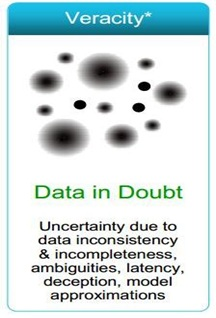 Veracity*
Data in Doubt
Uncertainty due to
data inconsistency
& incompleteness,
ambiguities, latency,
deception, model
approximations